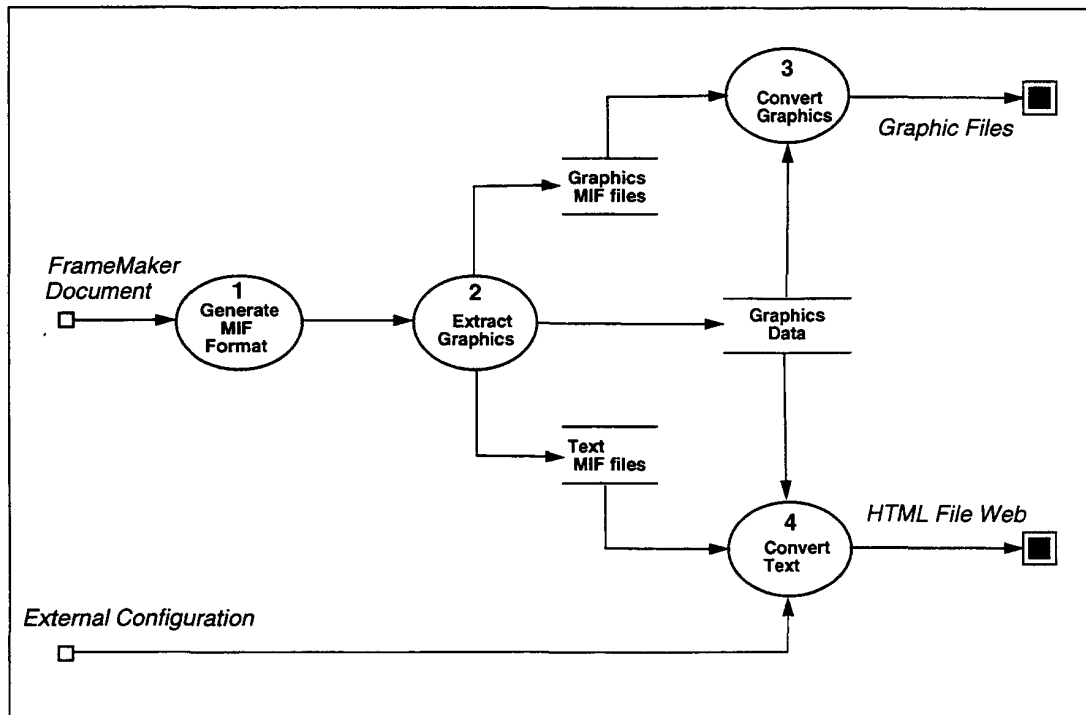 3
Convert
Graphics
Graphic Files
Graphics
MIF files
FrameMaker
Document
1
Generate
MIF
Format
2
Extract
Graphics
Graphics
Data
Text
MIF files
4
Convert
Text
HTML File Web
External Configuration